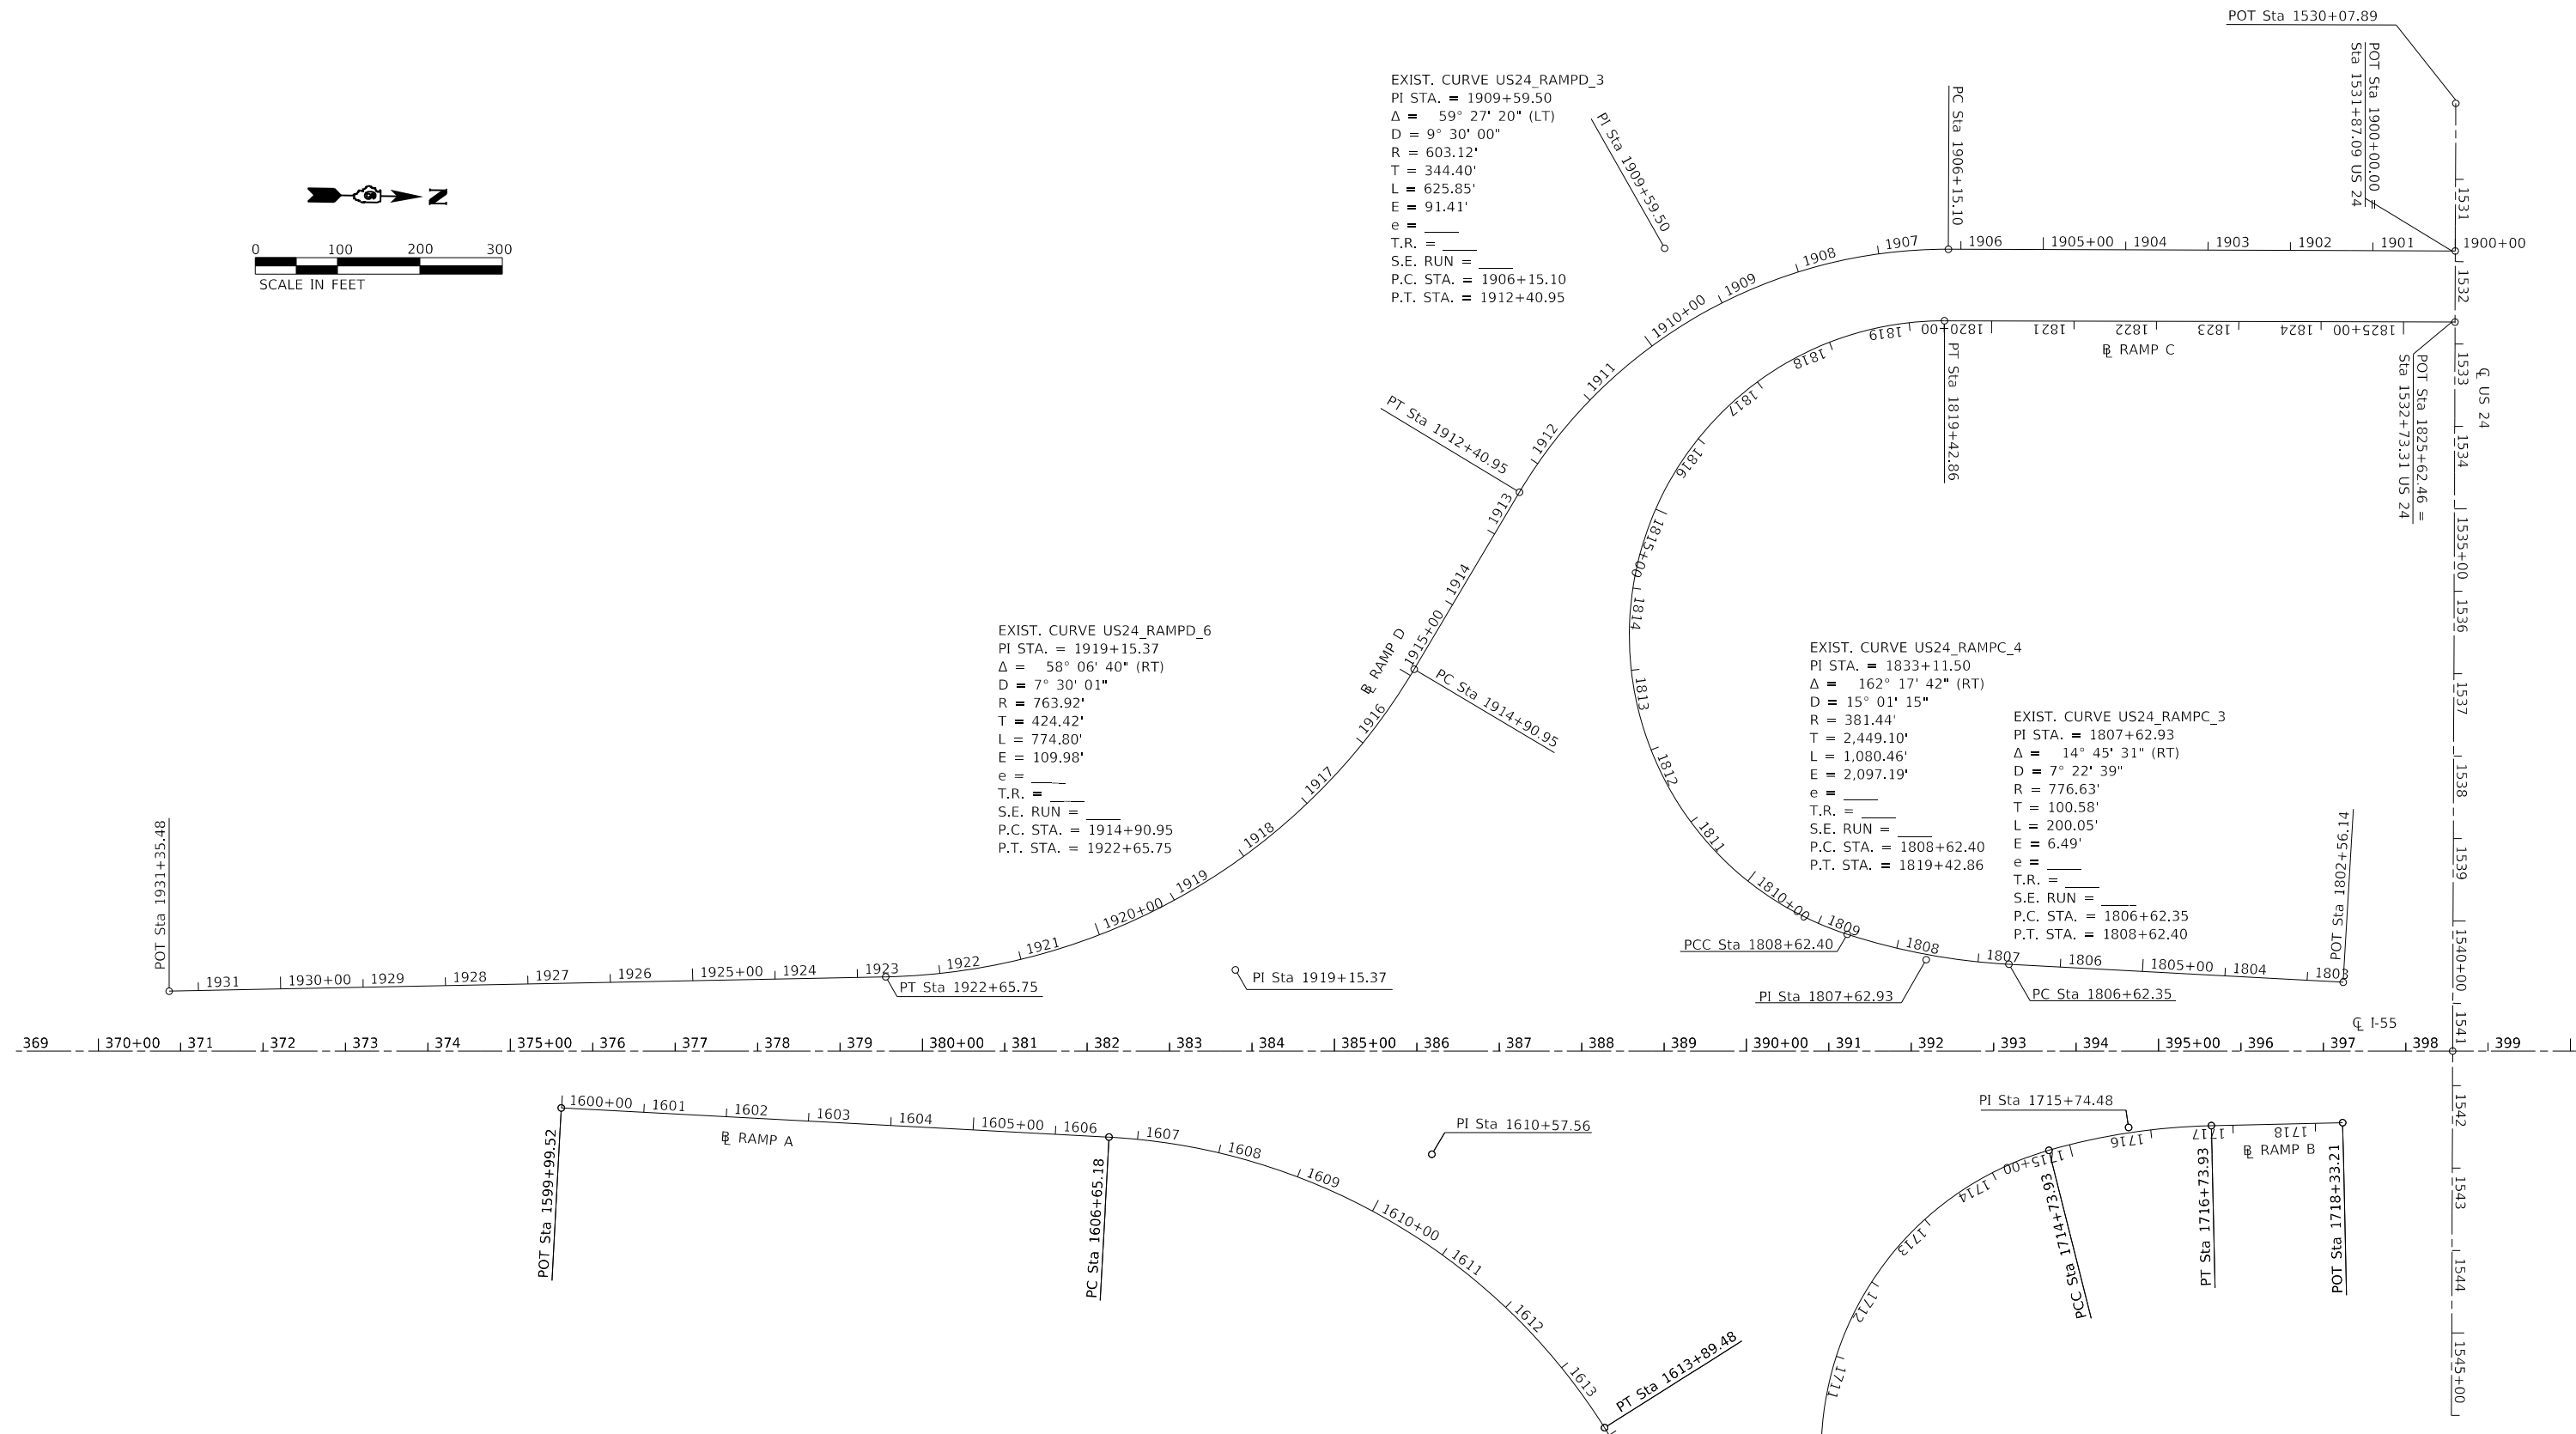 POT Sta 1530+07.89
POT Sta 1900+00.00 =
Sta 1531+87.09 US 24
EXIST. CURVE US24_RAMPD_3
PI STA. = 1909+59.50
Δ = 59° 27' 20" (LT)
D = 9° 30' 00"
R = 603.12'
T = 344.40'
L = 625.85'
E = 91.41'
e = ____
T.R. = ____
S.E. RUN = ____
P.C. STA. = 1906+15.10
P.T. STA. = 1912+40.95
PI Sta 1909+59.50
PC Sta 1906+15.10
N
0 100 200 300
SCALE IN FEET
1907 1906 1905+00 1904 1903 1902 1901 1900+00
1908
1909
1910+00
1911
1912
1913
1914
1915+00
1916
1917
1918
1919
1920+00
1921
1922
PT Sta 1912+40.95
PC Sta 1914+90.95
℄ RAMP D
1819 1820+00 1821 1822 1823 1824 1825+00
℄ RAMP C
PT Sta 1819+42.86
POT Sta 1825+62.46 =
Sta 1532+73.31 US 24
℄ US 24
1818
1817
1816
1815+00
1814
1813
1812
1811
1810+00
1809
1808
1531
1532
1533
1534
1535+00
1536
1537
1538
1539
1540+00
1541
1542
1543
1544
1545+00
EXIST. CURVE US24_RAMPD_6
PI STA. = 1919+15.37
Δ = 58° 06' 40" (RT)
D = 7° 30' 01"
R = 763.92'
T = 424.42'
L = 774.80'
E = 109.98'
e = ____
T.R. = ____
S.E. RUN = ____
P.C. STA. = 1914+90.95
P.T. STA. = 1922+65.75
EXIST. CURVE US24_RAMPC_4
PI STA. = 1833+11.50
Δ = 162° 17' 42" (RT)
D = 15° 01' 15"
R = 381.44'
T = 2,449.10'
L = 1,080.46'
E = 2,097.19'
e = ____
T.R. = ____
S.E. RUN = ____
P.C. STA. = 1808+62.40
P.T. STA. = 1819+42.86
EXIST. CURVE US24_RAMPC_3
PI STA. = 1807+62.93
Δ = 14° 45' 31" (RT)
D = 7° 22' 39"
R = 776.63'
T = 100.58'
L = 200.05'
E = 6.49'
e = ____
T.R. = ____
S.E. RUN = ____
P.C. STA. = 1806+62.35
P.T. STA. = 1808+62.40
POT Sta 1931+35.48
1931 1930+00 1929 1928 1927 1926 1925+00 1924 1923
PT Sta 1922+65.75
PI Sta 1919+15.37
PCC Sta 1808+62.40
PI Sta 1807+62.93
PC Sta 1806+62.35
1807 1806 1805+00 1804 1803
POT Sta 1802+56.14
℄ I-55
369 370+00 371 372 373 374 375+00 376 377 378 379 380+00 381 382 383 384 385+00 386 387 388 389 390+00 391 392 393 394 395+00 396 397 398 399
1600+00 1601 1602 1603 1604 1605+00 1606 1607
℄ RAMP A
POT Sta 1599+99.52
PC Sta 1606+65.18
1608
1609
1610+00
1611
1612
1613
PI Sta 1610+57.56
PT Sta 1613+89.48
PI Sta 1715+74.48
1711
1712
1713
1714
1715+00
1716
1717
1718
℄ RAMP B
PCC Sta 1714+73.93
PT Sta 1716+73.93
POT Sta 1718+33.21